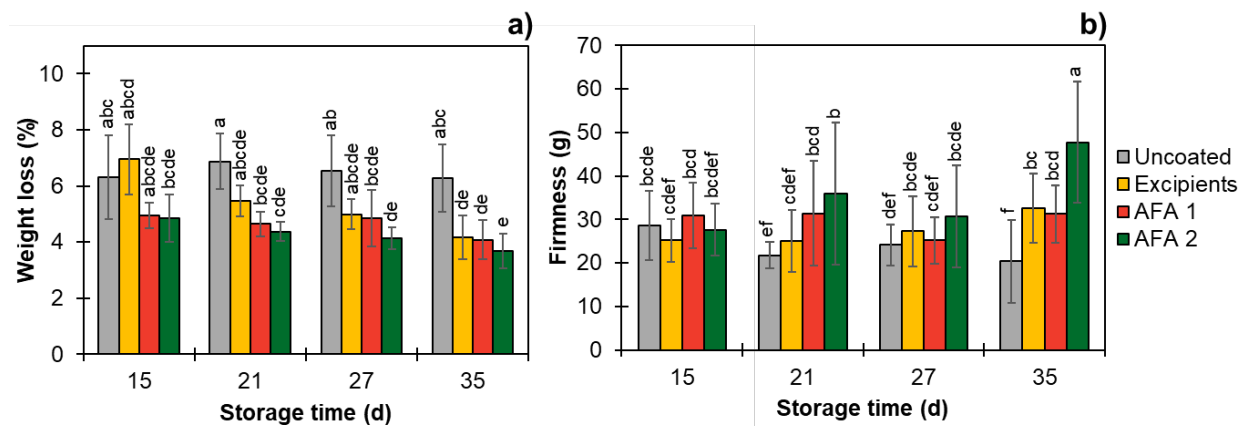 a)
Weight loss (%)
10
8
6
4
2
0
abc
abcd
abcde
bcde
a
abcde
bcde
cde
ab
abcde
bcde
de
abc
de
de
e
15
21
27
35
Storage time (d)
b)
Firmness (g)
70
60
50
40
30
20
10
0
bcde
cdef
bcd
bcdef
ef
cdef
bcd
b
def
bcde
cdef
bcde
f
bc
bcd
a
15
21
27
35
Storage time (d)
Uncoated
Excipients
AFA 1
AFA 2